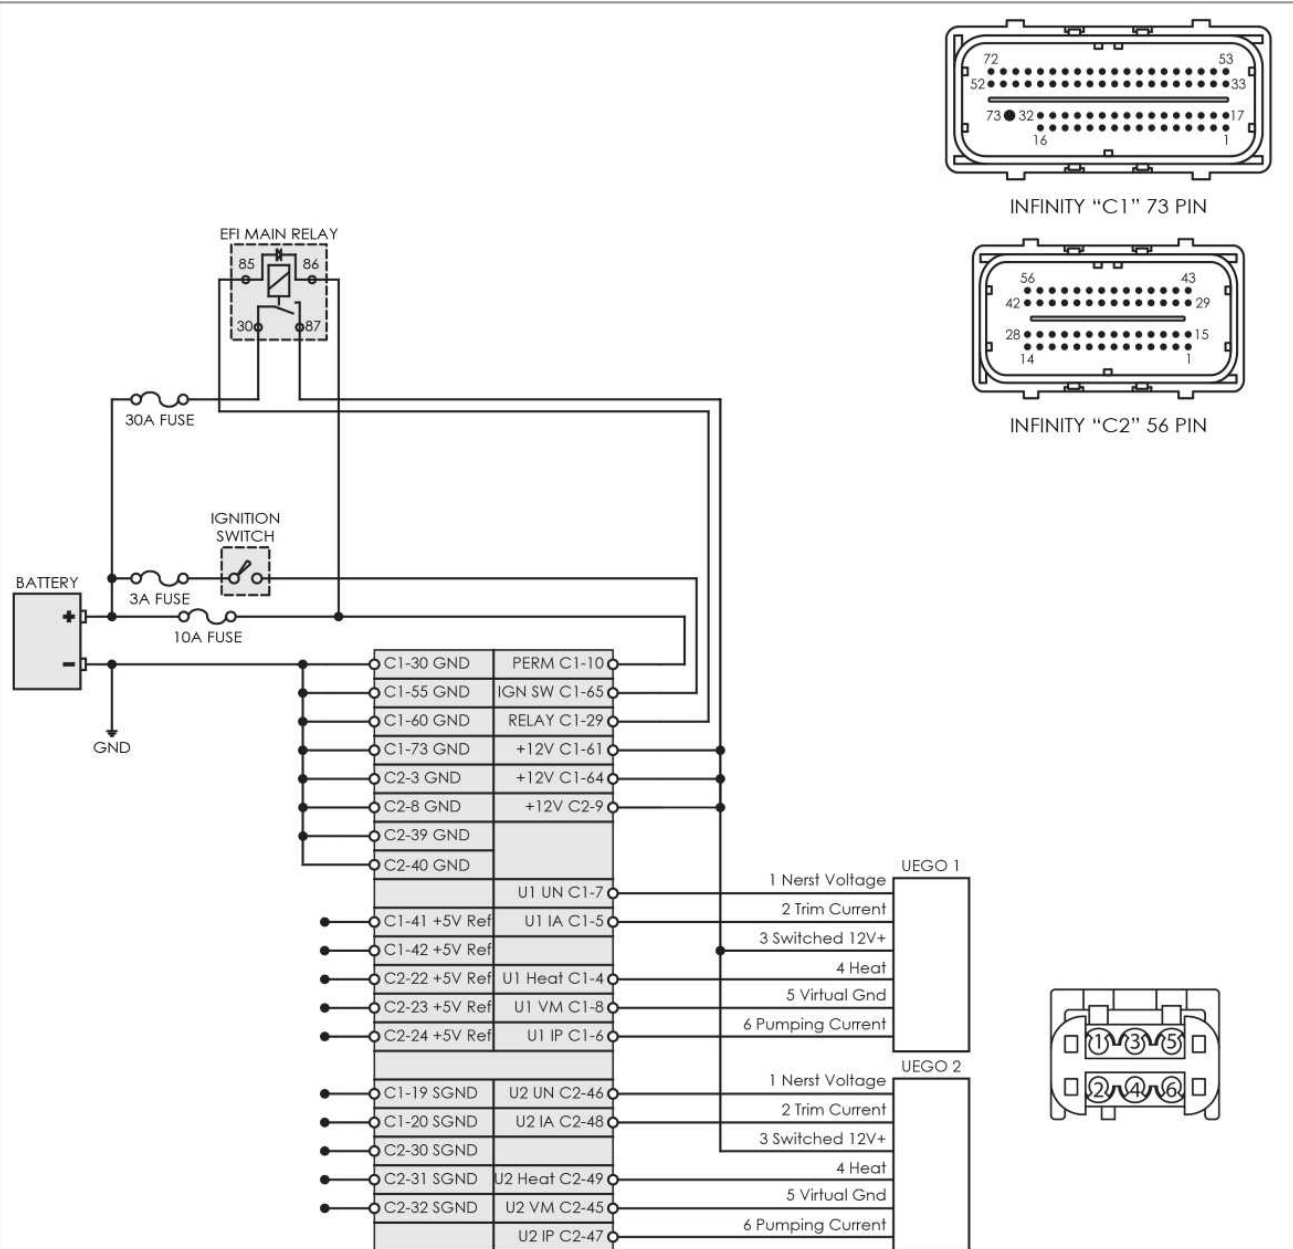 72 53
52 33
73 32 17
16 1
INFINITY “C1” 73 PIN
EFI MAIN RELAY
85 86
30 87
56 43
42 29
28 15
14 1
INFINITY “C2” 56 PIN
30A FUSE
IGNITION
SWITCH
BATTERY
3A FUSE
+
10A FUSE
-
GND
C1-30 GND PERM C1-10
C1-55 GND IGN SW C1-65
C1-60 GND RELAY C1-29
C1-73 GND +12V C1-61
C2-3 GND +12V C1-64
C2-8 GND +12V C2-9
C2-39 GND
C2-40 GND
UEGO 1
U1 UN C1-7 1 Nerst Voltage
C1-41 +5V Ref U1 IA C1-5 2 Trim Current
C1-42 +5V Ref 3 Switched 12V+
C2-22 +5V Ref U1 Heat C1-4 4 Heat
C2-23 +5V Ref U1 VM C1-8 5 Virtual Gnd
C2-24 +5V Ref U1 IP C1-6 6 Pumping Current
1 3 5
2 4 6
UEGO 2
C1-19 SGND U2 UN C2-46 1 Nerst Voltage
C1-20 SGND U2 IA C2-48 2 Trim Current
C2-30 SGND 3 Switched 12V+
C2-31 SGND U2 Heat C2-49 4 Heat
C2-32 SGND U2 VM C2-45 5 Virtual Gnd
U2 IP C2-47 6 Pumping Current